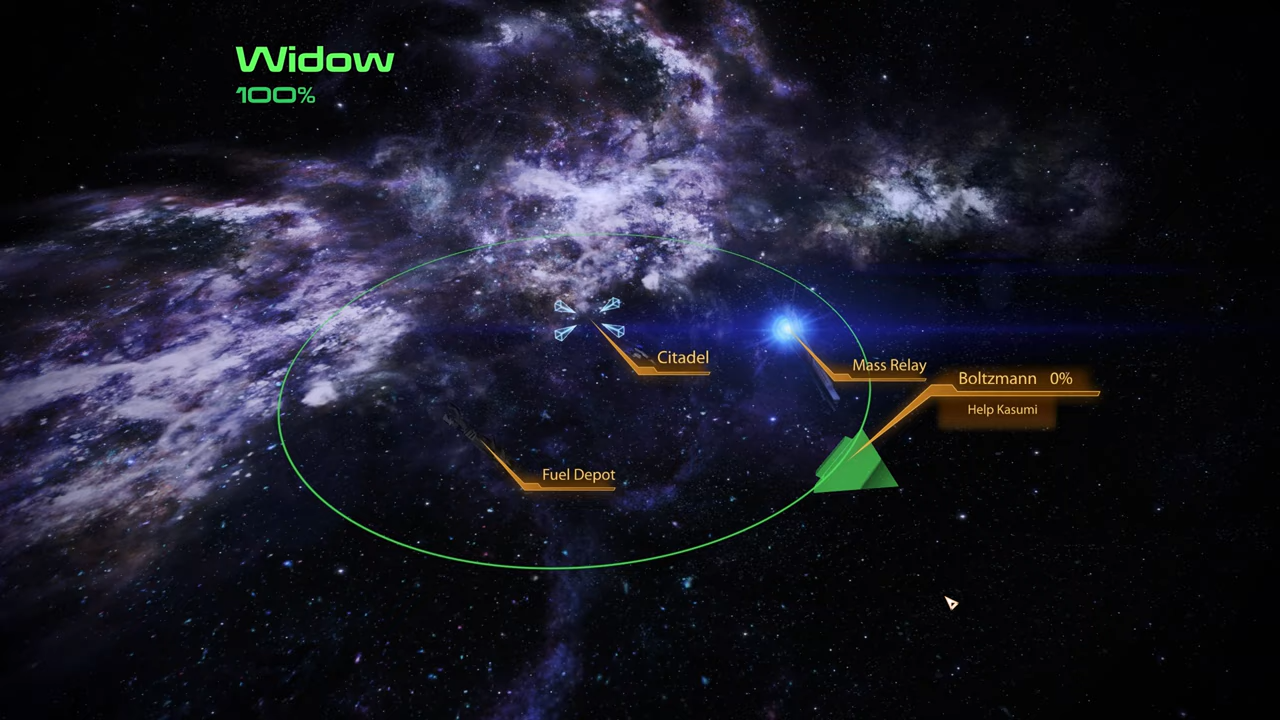 Widow
100%
Citadel
Mass Relay
Boltzmann 0%
Help Kasumi
Fuel Depot